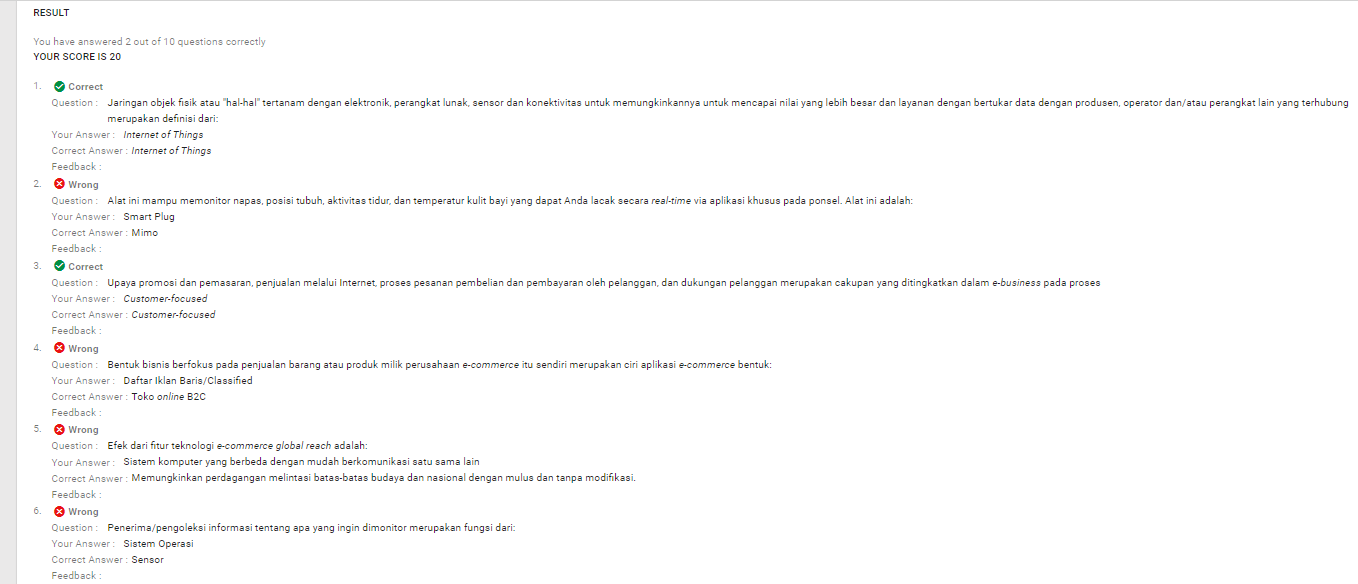 RESULT
You have answered 2 out of 10 questions correctly
YOUR SCORE IS 20
1. Correct
Question : Jaringan objek fisik atau "hal-hal" tertanam dengan elektronik, perangkat lunak, sensor dan konektivitas untuk memungkinkannya untuk mencapai nilai yang lebih besar dan layanan dengan bertukar data dengan produsen, operator dan/atau perangkat lain yang terhubung
merupakan definisi dari:
Your Answer : Internet of Things
Correct Answer : Internet of Things
Feedback :
2. Wrong
Question : Alat ini mampu memonitor napas, posisi tubuh, aktivitas tidur, dan temperatur kulit bayi yang dapat Anda lacak secara real-time via aplikasi khusus pada ponsel. Alat ini adalah:
Your Answer : Smart Plug
Correct Answer : Mimo
Feedback :
3. Correct
Question : Upaya promosi dan pemasaran, penjualan melalui Internet, proses pesanan pembelian dan pembayaran oleh pelanggan, dan dukungan pelanggan merupakan cakupan yang ditingkatkan dalam e-business pada proses
Your Answer : Customer-focused
Correct Answer : Customer-focused
Feedback :
4. Wrong
Question : Bentuk bisnis berfokus pada penjualan barang atau produk milik perusahaan e-commerce itu sendiri merupakan ciri aplikasi e-commerce bentuk:
Your Answer : Daftar Iklan Baris/Classified
Correct Answer : Toko online B2C
Feedback :
5. Wrong
Question : Efek dari fitur teknologi e-commerce global reach adalah:
Your Answer : Sistem komputer yang berbeda dengan mudah berkomunikasi satu sama lain
Correct Answer : Memungkinkan perdagangan melintasi batas-batas budaya dan nasional dengan mulus dan tanpa modifikasi.
Feedback :
6. Wrong
Question : Penerima/pengoleksi informasi tentang apa yang ingin dimonitor merupakan fungsi dari:
Your Answer : Sistem Operasi
Correct Answer : Sensor
Feedback :